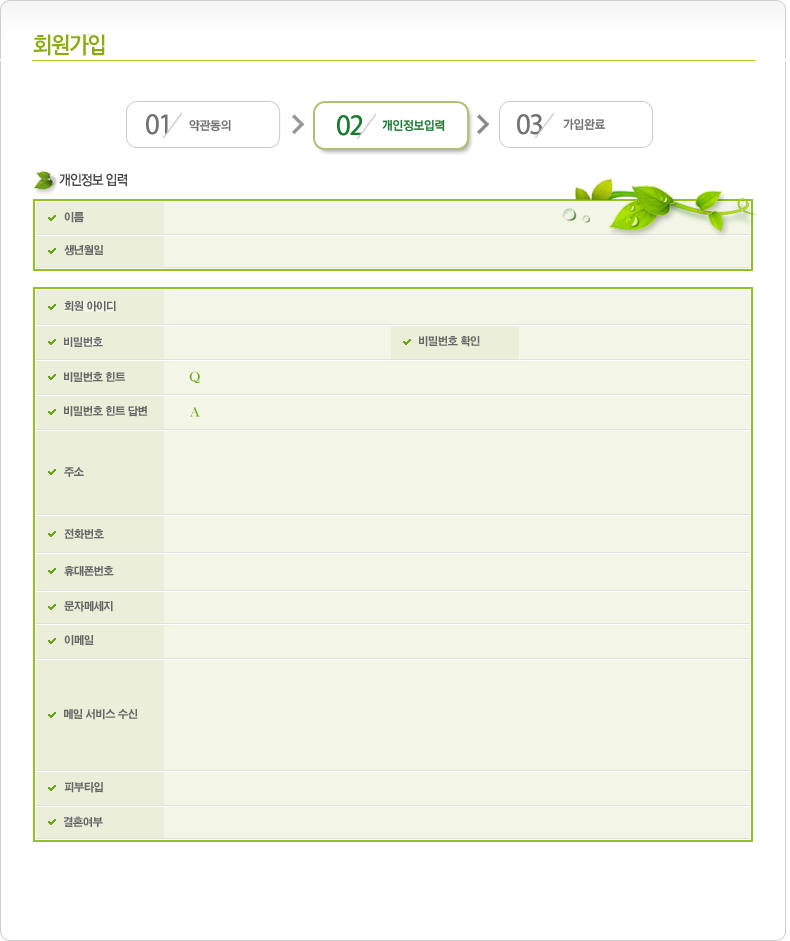 회원가입
01 약관동의
02 개인정보입력
03 가입완료
개인정보 입력
이름
생년월일
회원 아이디
비밀번호 비밀번호 확인
비밀번호 힌트 Q
비밀번호 힌트 답변 A
주소
전화번호
휴대폰번호
문자메세지
이메일
메일 서비스 수신
피부타입
결혼여부